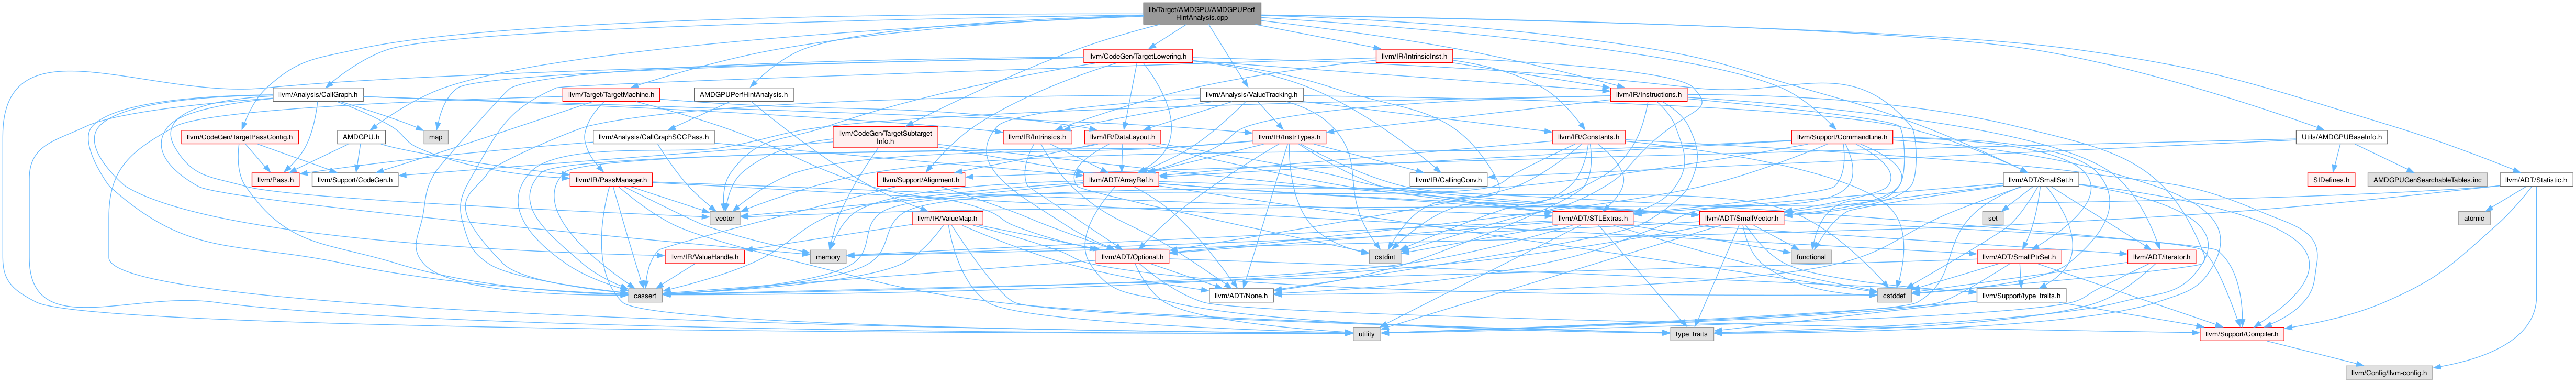 lib/Target/AMDGPU/AMDGPUPerf
HintAnalysis.cpp
llvm/CodeGen/TargetLowering.h
llvm/IR/IntrinsicInst.h
llvm/Analysis/CallGraph.h
llvm/Target/TargetMachine.h
AMDGPUPerfHintAnalysis.h
llvm/Analysis/ValueTracking.h
llvm/IR/Instructions.h
llvm/CodeGen/TargetPassConfig.h
map
AMDGPU.h
llvm/Analysis/CallGraphSCCPass.h
llvm/CodeGen/TargetSubtarget
Info.h
llvm/IR/Intrinsics.h
llvm/IR/DataLayout.h
llvm/IR/InstrTypes.h
llvm/IR/Constants.h
llvm/Support/CommandLine.h
Utils/AMDGPUBaseInfo.h
llvm/Pass.h
llvm/Support/CodeGen.h
llvm/IR/PassManager.h
llvm/Support/Alignment.h
llvm/ADT/ArrayRef.h
llvm/IR/CallingConv.h
llvm/ADT/SmallSet.h
SIDefines.h
AMDGPUGenSearchableTables.inc
llvm/ADT/Statistic.h
vector
llvm/IR/ValueMap.h
llvm/ADT/STLExtras.h
llvm/ADT/SmallVector.h
set
atomic
llvm/IR/ValueHandle.h
memory
llvm/ADT/Optional.h
cstdint
functional
llvm/ADT/SmallPtrSet.h
llvm/ADT/iterator.h
cassert
llvm/ADT/None.h
cstddef
llvm/Support/type_traits.h
utility
type_traits
llvm/Support/Compiler.h
llvm/Config/llvm-config.h